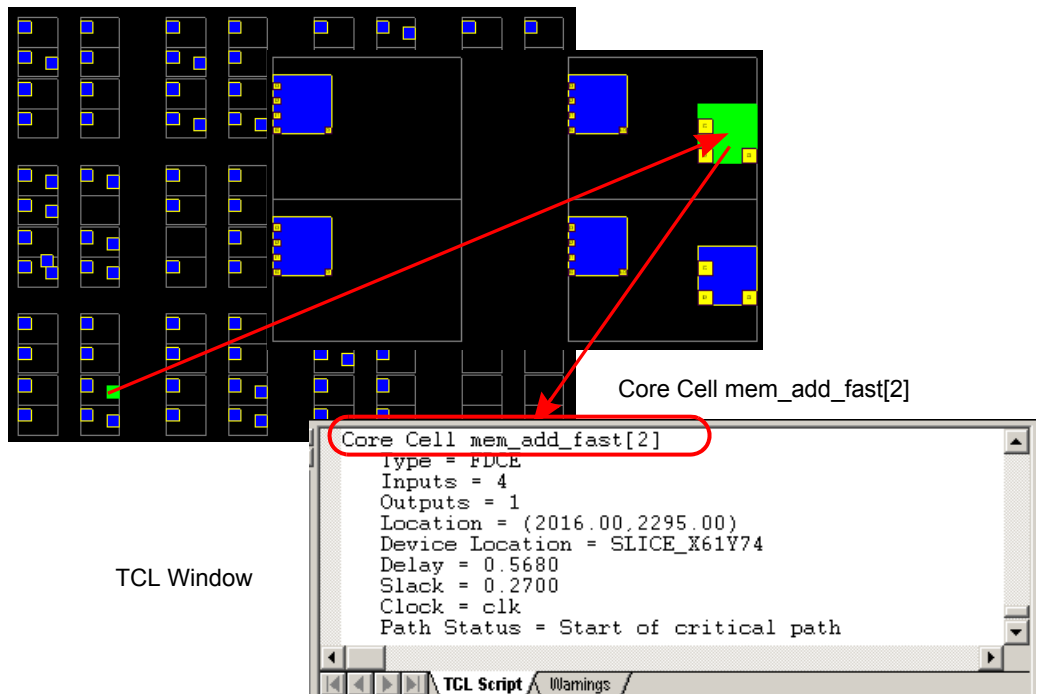 Core Cell mem_add_fast[2]
Core Cell mem_add_fast[2]
Type = FDCE
Inputs = 4
Outputs = 1
Location = (2016.00,2295.00)
Device Location = SLICE_X61Y74
Delay = 0.5680
Slack = 0.2700
Clock = clk
Path Status = Start of critical path
TCL Window
TCL Script
Warnings